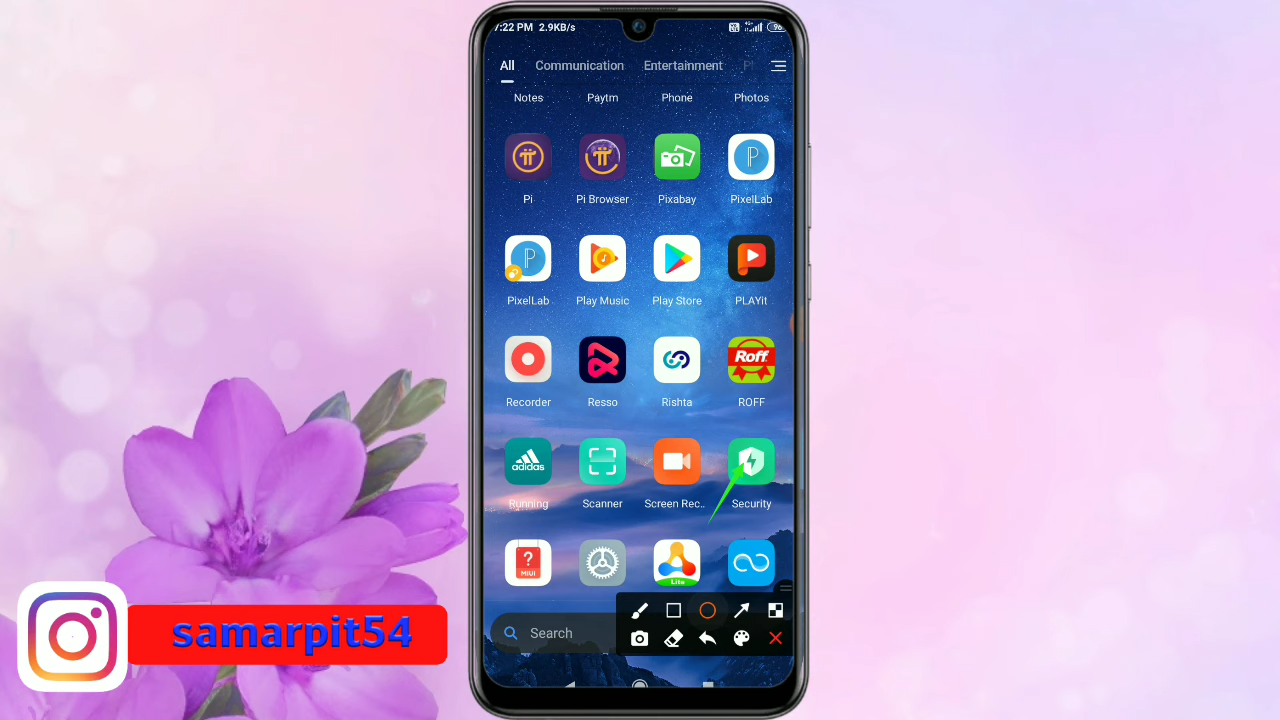 7:22 PM 2.9KB/s 4G+ 96
All Communication Entertainment
Notes Paytm Phone Photos
Pi Pi Browser Pixabay PixelLab
PixelLab Play Music Play Store PLAYit
Roff
Recorder Resso Rishta ROFF
adidas
Running Scanner Screen Rec.. Security
? MIUI Lite
Search
samarpit54